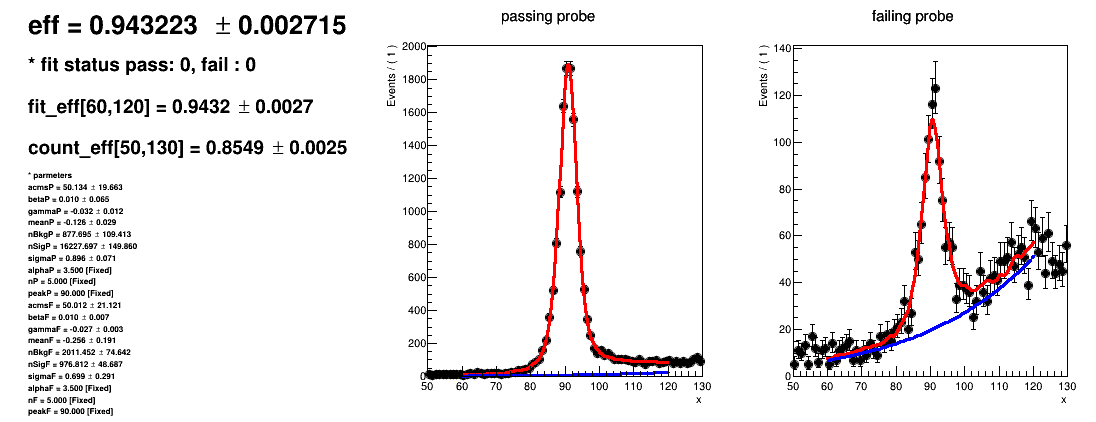 eff = 0.943223 ± 0.002715
* fit status pass: 0, fail : 0
fit_eff[60,120] = 0.9432 ± 0.0027
count_eff[50,130] = 0.8549 ± 0.0025
* parmeters
acmsP = 50.134 ± 19.663
betaP = 0.010 ± 0.065
gammaP = -0.032 ± 0.012
meanP = -0.126 ± 0.029
nBkgP = 877.695 ± 109.413
nSigP = 16227.697 ± 149.860
sigmaP = 0.896 ± 0.071
alphaP = 3.500 [Fixed]
nP = 5.000 [Fixed]
peakP = 90.000 [Fixed]
acmsF = 50.012 ± 21.121
betaF = 0.010 ± 0.007
gammaF = -0.027 ± 0.003
meanF = -0.256 ± 0.191
nBkgF = 2011.452 ± 74.642
nSigF = 976.812 ± 48.687
sigmaF = 0.699 ± 0.291
alphaF = 3.500 [Fixed]
nF = 5.000 [Fixed]
peakF = 90.000 [Fixed]
passing probe
Events / ( 1 )
2000
1800
1600
1400
1200
1000
800
600
400
200
0
50 60 70 80 90 100 110 120 130
x
failing probe
Events / ( 1 )
140
120
100
80
60
40
20
0
50 60 70 80 90 100 110 120 130
x